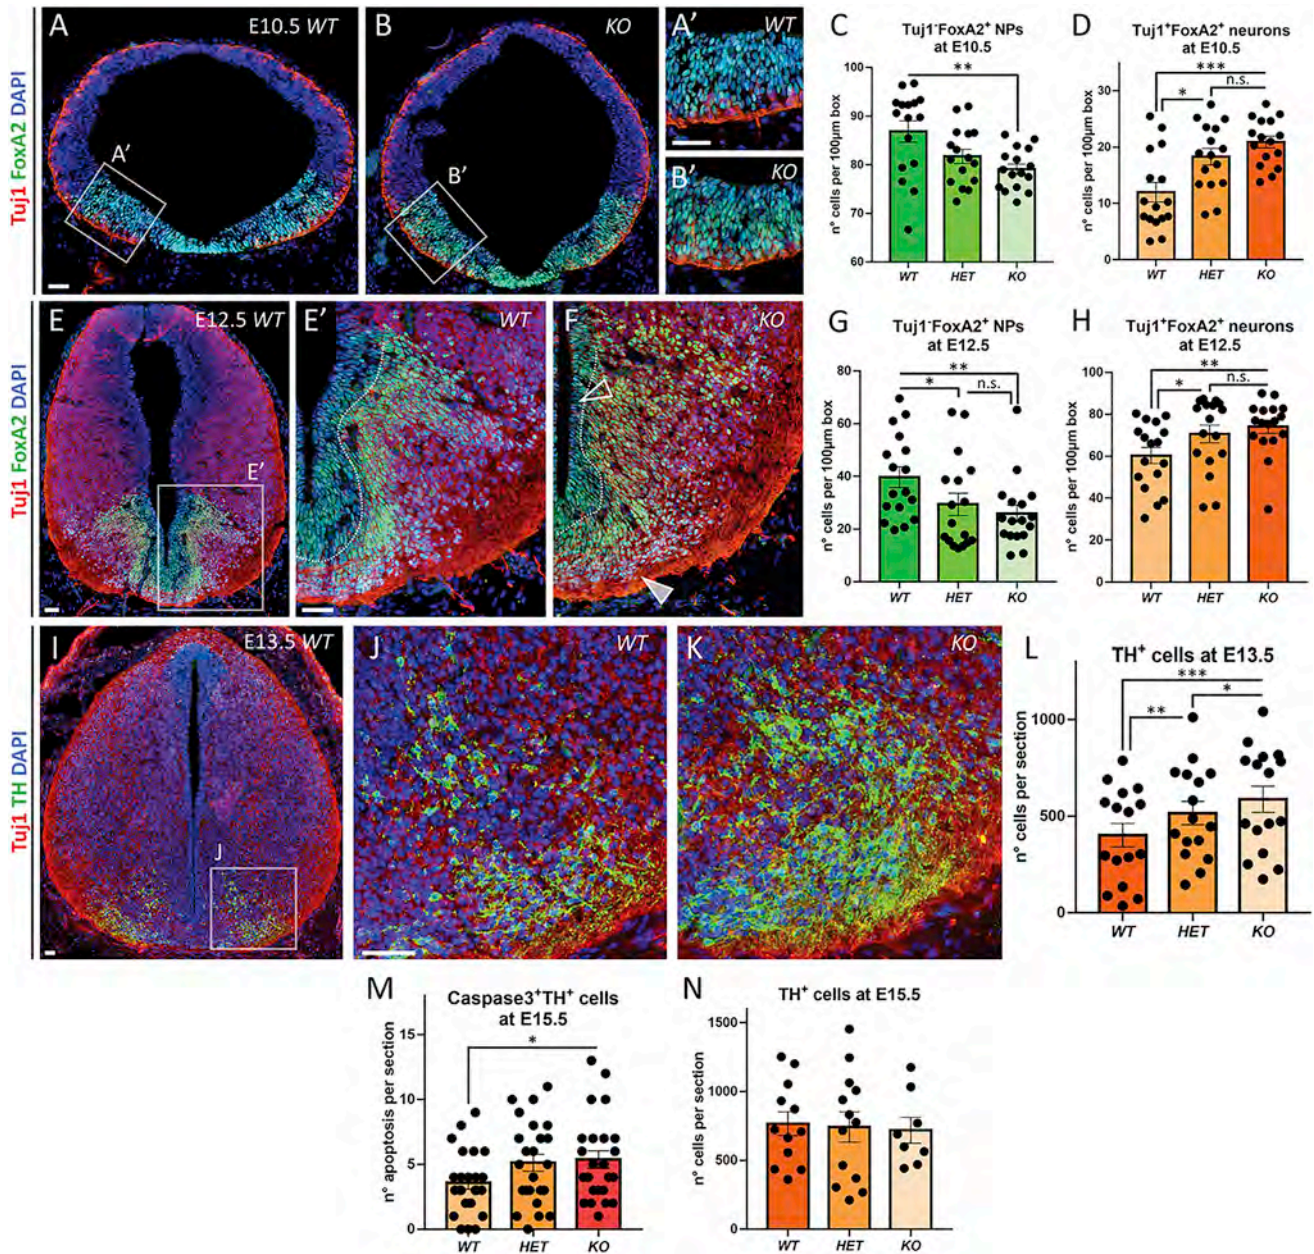 Tuj1 FoxA2 DAPI
A
E10.5 WT
A’
B
KO
B’
A’
WT
B’
KO
C
Tuj1⁻FoxA2⁺ NPs
at E10.5
**
n° cells per 100µm box
100
90
80
70
60
WT HET KO
D
Tuj1⁺FoxA2⁺ neurons
at E10.5
***
*
n.s.
n° cells per 100µm box
30
20
10
0
WT HET KO
Tuj1 FoxA2 DAPI
E
E12.5 WT
E’
E’
WT
F
KO
G
Tuj1⁻FoxA2⁺ NPs
at E12.5
**
*
n.s.
n° cells per 100µm box
80
60
40
20
0
WT HET KO
H
Tuj1⁺FoxA2⁺ neurons
at E12.5
**
*
n.s.
n° cells per 100µm box
100
80
60
40
20
0
WT HET KO
Tuj1 TH DAPI
I
E13.5 WT
J
J
WT
K
KO
L
TH⁺ cells at E13.5
***
*
**
n° cells per section
1000
500
0
WT HET KO
M
Caspase3⁺TH⁺ cells
at E15.5
*
n° apoptosis per section
15
10
5
0
WT HET KO
N
TH⁺ cells at E15.5
n° cells per section
1500
1000
500
0
WT HET KO